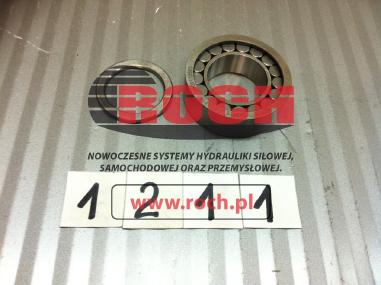 ROCH
NOWOCZESNE SYSTEMY HYDRAULIKI SIŁOWEJ,
SAMOCHODOWEJ ORAZ PRZEMYSŁOWEJ.
1 2 1 1
www.roch.pl